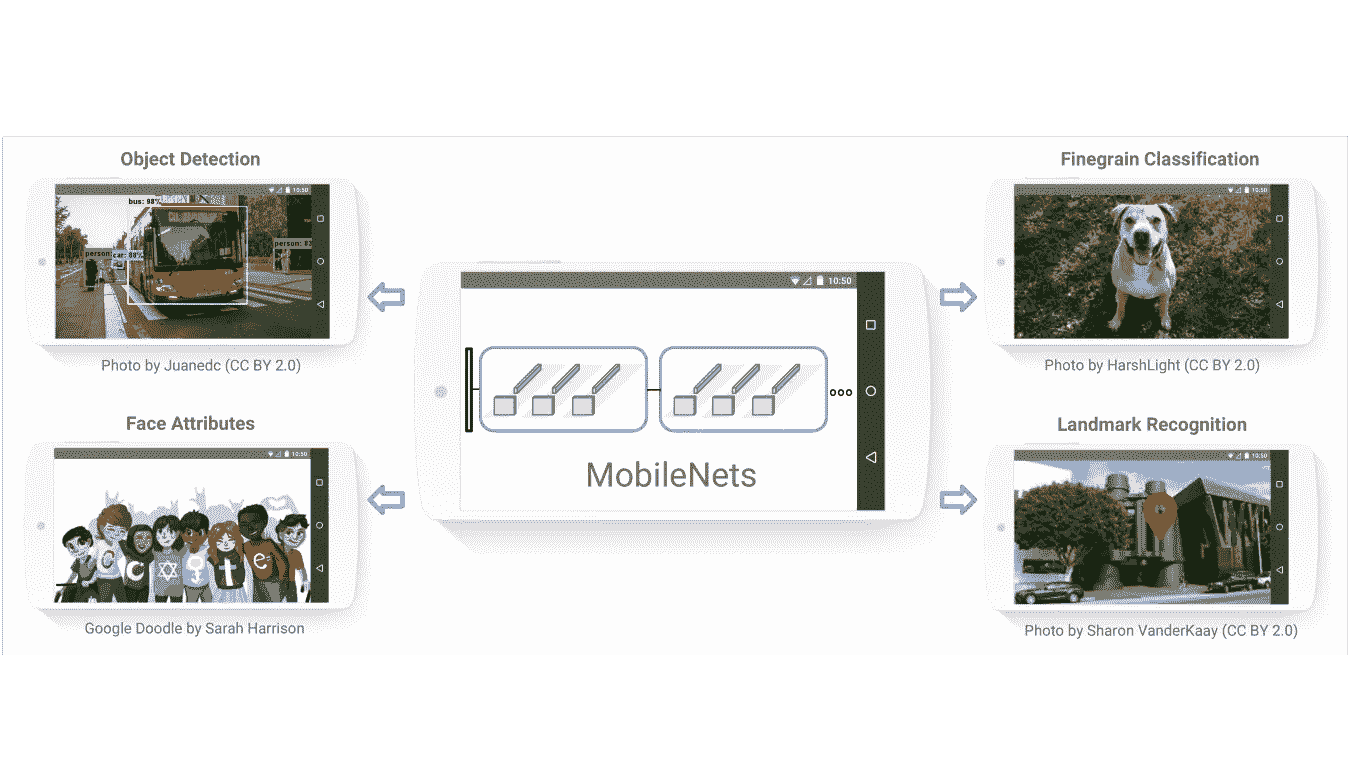 Object Detection
10:50
bus: 98%
person:
car: 88%
Photo by Juanedc (CC BY 2.0)
Face Attributes
10:50
C
C
t
e
Google Doodle by Sarah Harrison
10:50
MobileNets
Finegrain Classification
10:50
Photo by HarshLight (CC BY 2.0)
Landmark Recognition
10:50
Photo by Sharon VanderKaay (CC BY 2.0)